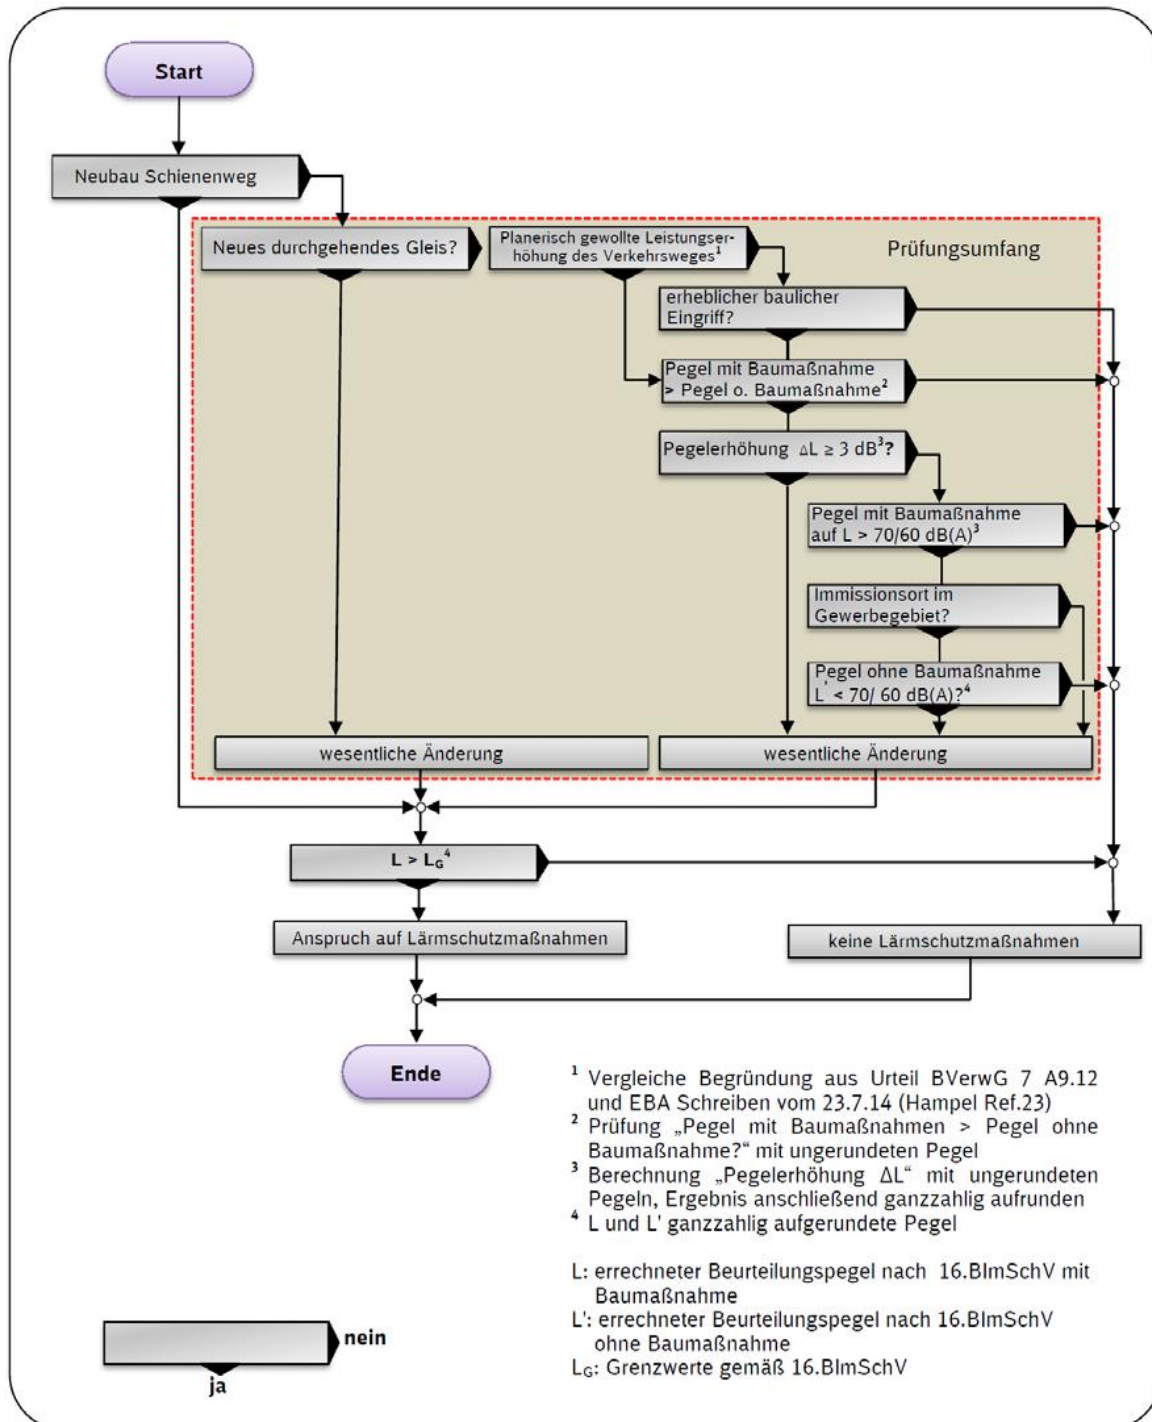 Start
Neubau Schienenweg
Neues durchgehendes Gleis?
Planerisch gewollte Leistungser-
höhung des Verkehrsweges¹
Prüfungsumfang
erheblicher baulicher
Eingriff?
Pegel mit Baumaßnahme
> Pegel o. Baumaßnahme²
Pegelerhöhung ΔL ≥ 3 dB³?
Pegel mit Baumaßnahme
auf L > 70/60 dB(A)³
Immissionsort im
Gewerbegebiet?
Pegel ohne Baumaßnahme
L' < 70/ 60 dB(A)?⁴
wesentliche Änderung
wesentliche Änderung
L > L_G⁴
Anspruch auf Lärmschutzmaßnahmen
keine Lärmschutzmaßnahmen
Ende
¹ Vergleiche Begründung aus Urteil BVerwG 7 A9.12
und EBA Schreiben vom 23.7.14 (Hampel Ref.23)
² Prüfung „Pegel mit Baumaßnahmen > Pegel ohne
Baumaßnahme?“ mit ungerundeten Pegel
³ Berechnung „Pegelerhöhung ΔL“ mit ungerundeten
Pegeln, Ergebnis anschließend ganzzahlig aufrunden
⁴ L und L' ganzzahlig aufgerundete Pegel
L: errechneter Beurteilungspegel nach 16.BImSchV mit
Baumaßnahme
L': errechneter Beurteilungspegel nach 16.BImSchV
ohne Baumaßnahme
L_G: Grenzwerte gemäß 16.BImSchV
nein
ja